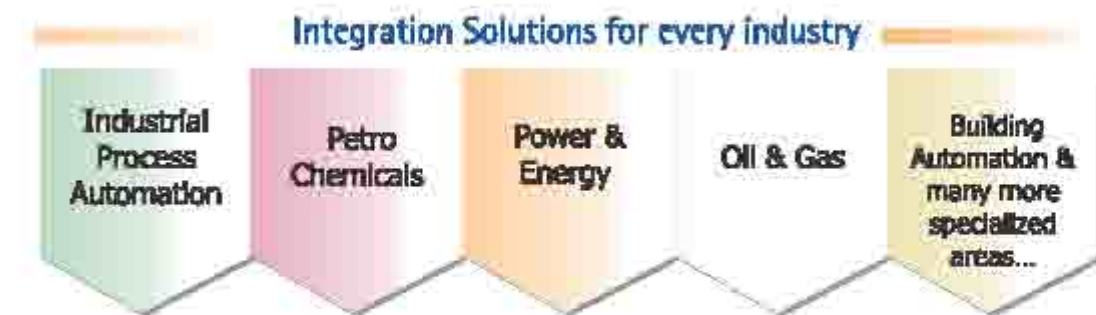 Integration Solutions for every industry
Industrial
Process
Automation
Petro
Chemicals
Power &
Energy
Oil & Gas
Building
Automation &
many more
specialized
areas...